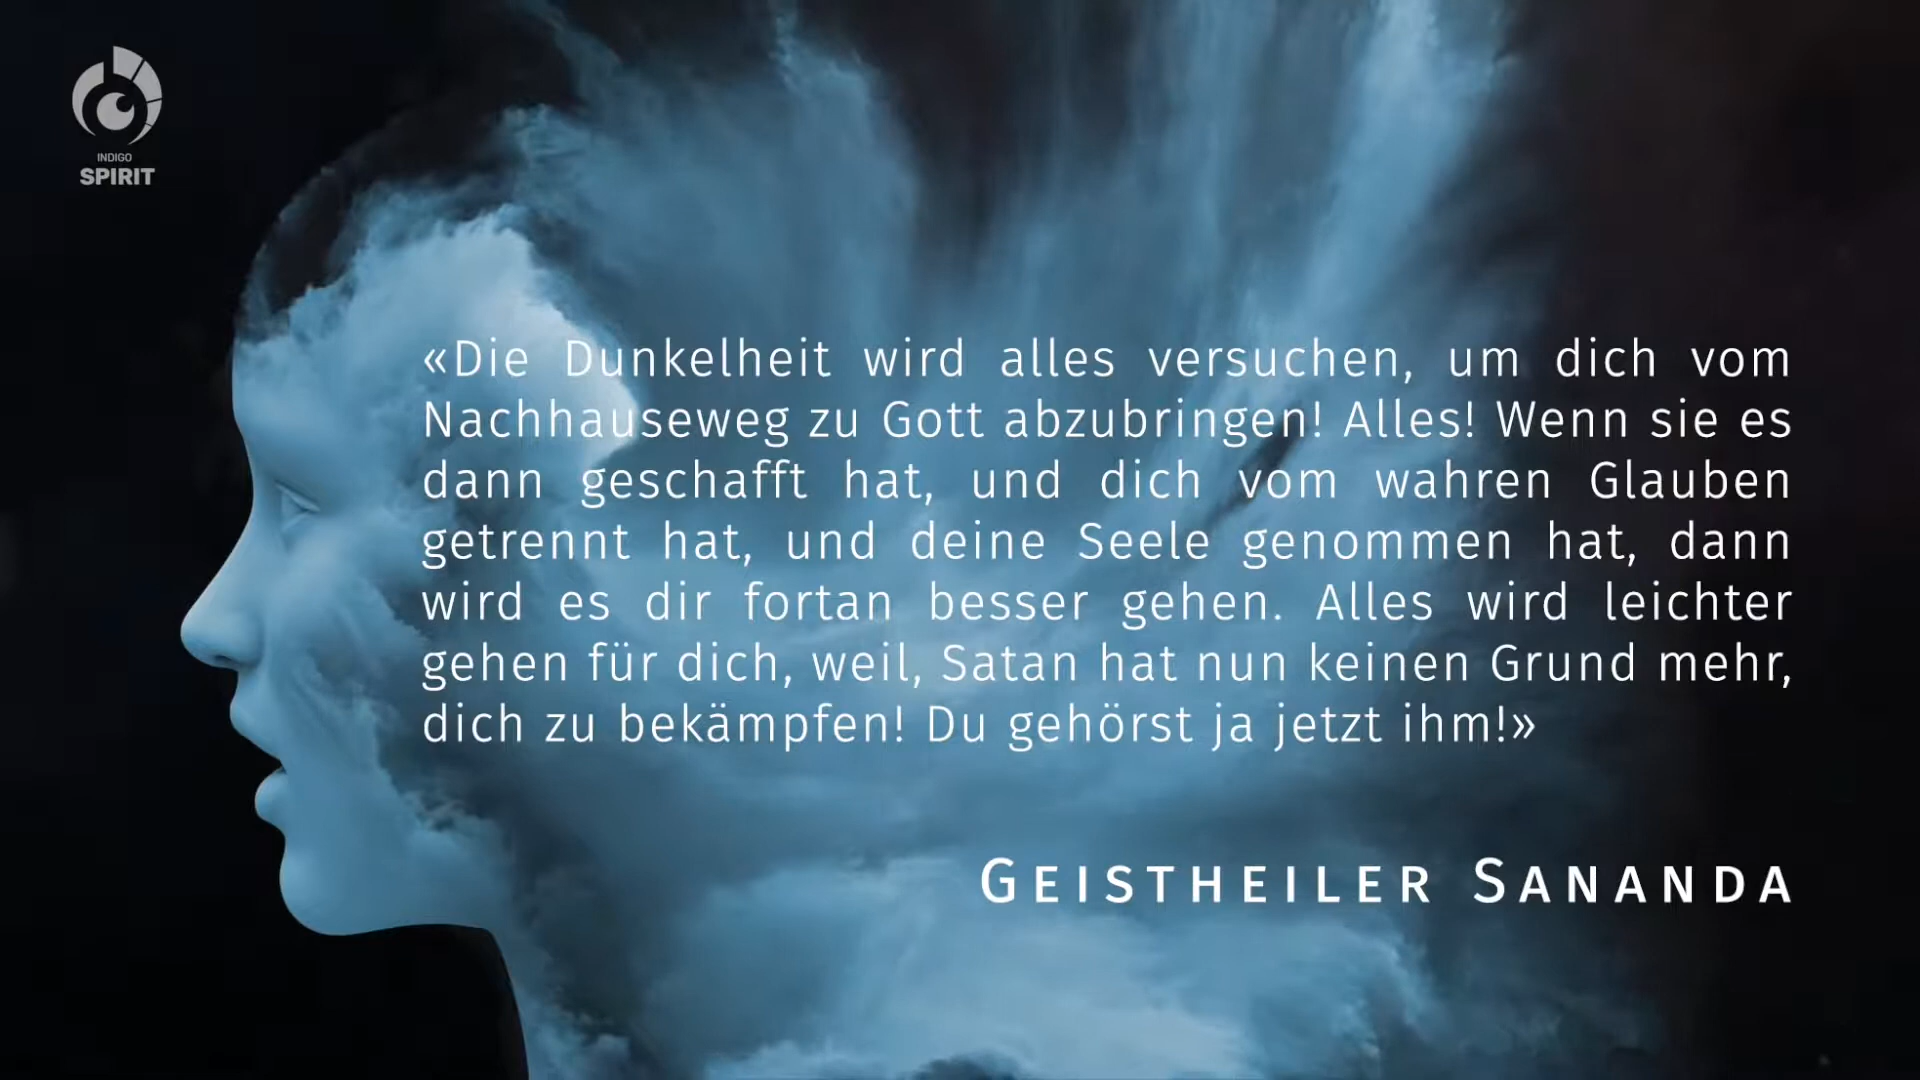 INDIGO
SPIRIT
«Die Dunkelheit wird alles versuchen, um dich vom
Nachhauseweg zu Gott abzubringen! Alles! Wenn sie es
dann geschafft hat, und dich vom wahren Glauben
getrennt hat, und deine Seele genommen hat, dann
wird es dir fortan besser gehen. Alles wird leichter
gehen für dich, weil, Satan hat nun keinen Grund mehr,
dich zu bekämpfen! Du gehörst ja jetzt ihm!»
GEISTHEILER SANANDA